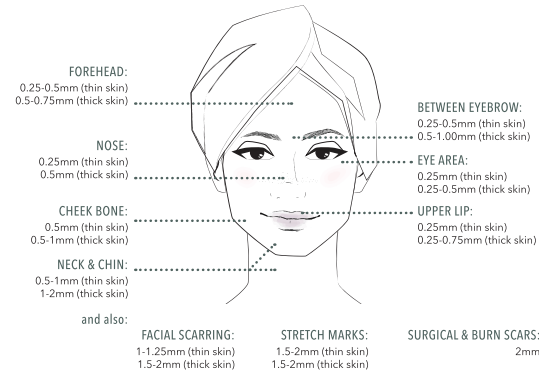 FOREHEAD:
0.25-0.5mm (thin skin)
0.5-0.75mm (thick skin)
NOSE:
0.25mm (thin skin)
0.5mm (thick skin)
CHEEK BONE:
0.5mm (thin skin)
0.5-1mm (thick skin)
NECK & CHIN:
0.5-1mm (thin skin)
1-2mm (thick skin)
BETWEEN EYEBROW:
0.25-0.5mm (thin skin)
0.5-1.00mm (thick skin)
EYE AREA:
0.25mm (thin skin)
0.25-0.5mm (thick skin)
UPPER LIP:
0.25mm (thin skin)
0.25-0.75mm (thick skin)
and also:
FACIAL SCARRING:
1-1.25mm (thin skin)
1.5-2mm (thick skin)
STRETCH MARKS:
1.5-2mm (thin skin)
1.5-2mm (thick skin)
SURGICAL & BURN SCARS:
2mm